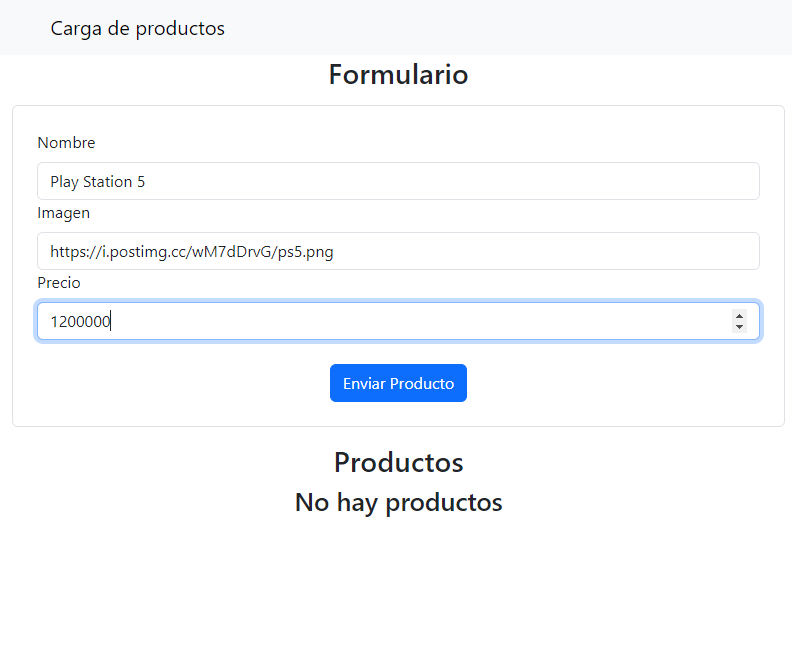 Carga de productos
Formulario
Nombre
Play Station 5
Imagen
https://i.postimg.cc/wM7dDrvG/ps5.png
Precio
1200000
Enviar Producto
Productos
No hay productos